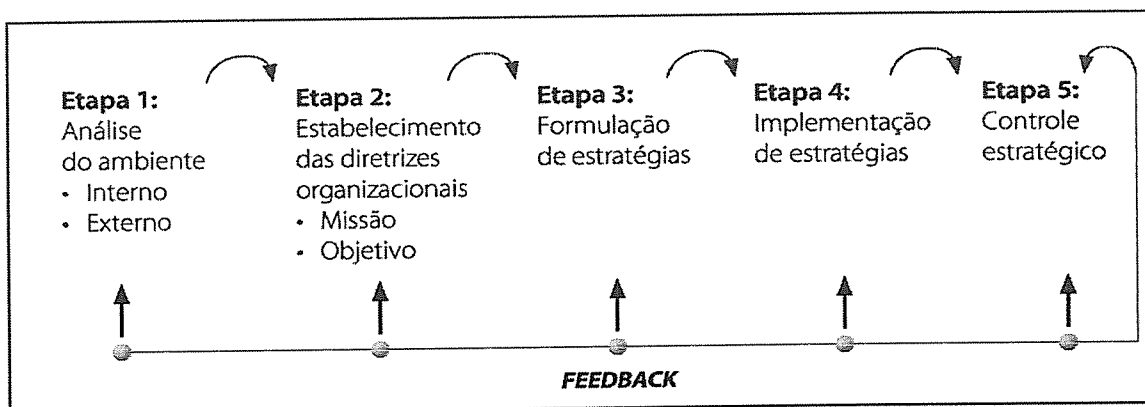 Etapa 1:
Análise
do ambiente
• Interno
• Externo
Etapa 2:
Estabelecimento
das diretrizes
organizacionais
• Missão
• Objetivo
Etapa 3:
Formulação
de estratégias
Etapa 4:
Implementação
de estratégias
Etapa 5:
Controle
estratégico
FEEDBACK